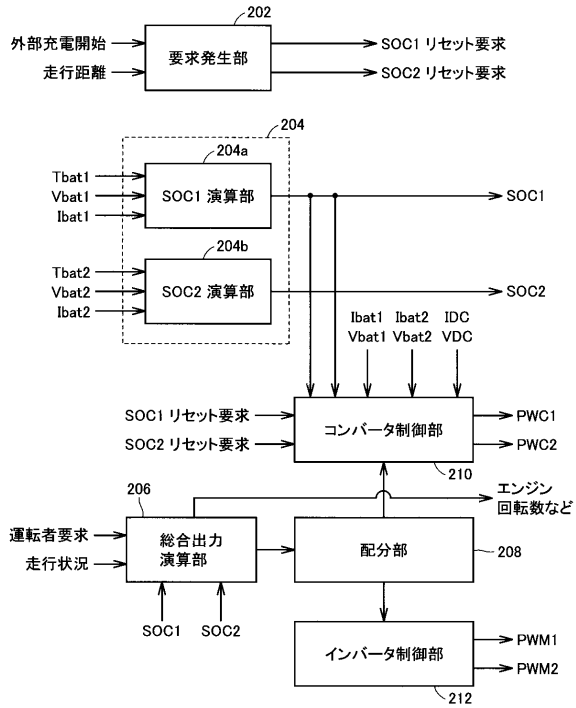 202
外部充電開始
走行距離
要求発生部
SOC1 リセット要求
SOC2 リセット要求
204
204a
Tbat1
Vbat1
Ibat1
SOC1 演算部
SOC1
204b
Tbat2
Vbat2
Ibat2
SOC2 演算部
SOC2
Ibat1 Ibat2 IDC
Vbat1 Vbat2 VDC
SOC1 リセット要求
SOC2 リセット要求
コンバータ制御部
PWC1
PWC2
210
エンジン
回転数など
206
運転者要求
走行状況
総合出力
演算部
配分部
208
SOC1 SOC2
インバータ制御部
PWM1
PWM2
212